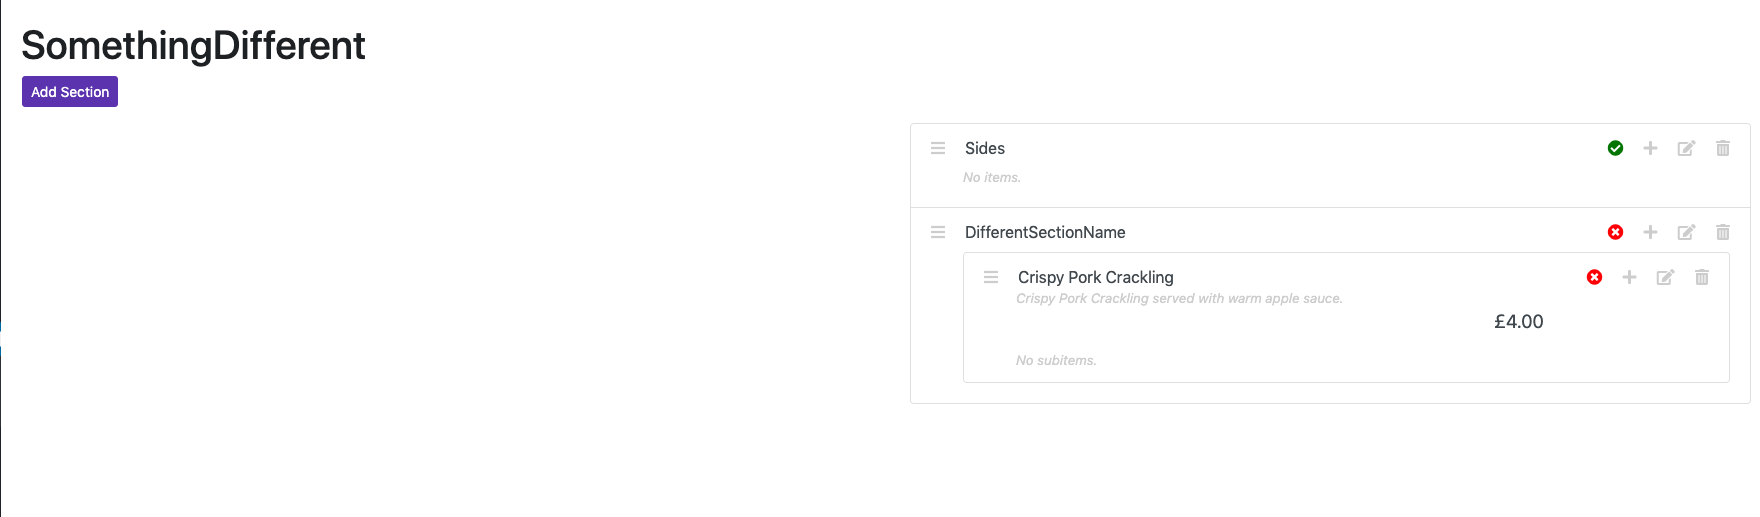 SomethingDifferent
Add Section
Sides
No items.
DifferentSectionName
Crispy Pork Crackling
Crispy Pork Crackling served with warm apple sauce.
£4.00
No subitems.